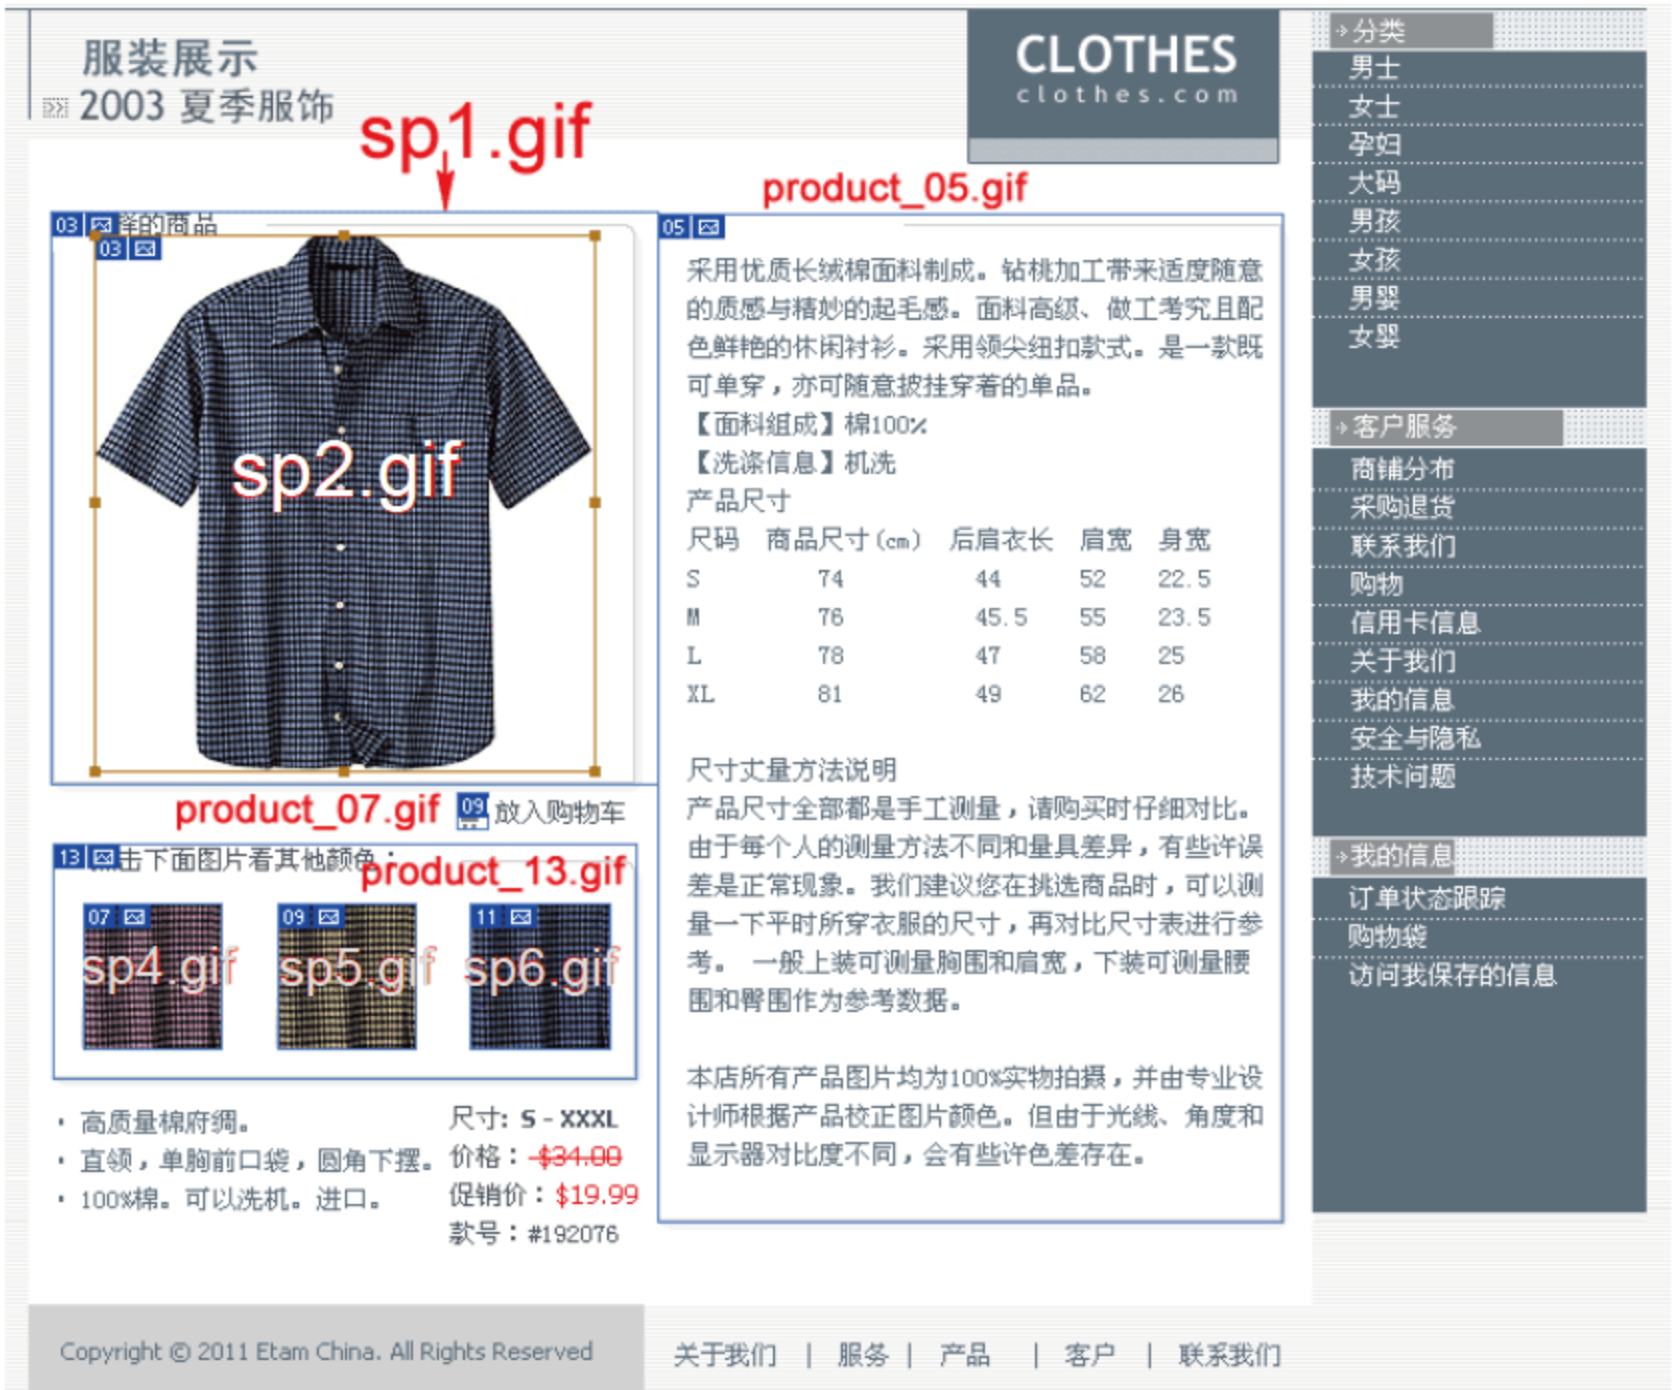 服装展示
2003 夏季服饰
CLOTHES
clothes.com
sp1.gif
product_05.gif
03
择的商品
03
sp2.gif
05
采用优质长绒棉面料制成。钻桃加工带来适度随意
的质感与精妙的起毛感。面料高级、做工考究且配
色鲜艳的休闲衬衫。采用领尖纽扣款式。是一款既
可单穿，亦可随意披挂穿着的单品。
【面料组成】棉100%
【洗涤信息】机洗
产品尺寸
尺码 商品尺寸(cm) 后肩衣长 肩宽 身宽
S 74 44 52 22.5
M 76 45.5 55 23.5
L 78 47 58 25
XL 81 49 62 26
尺寸丈量方法说明
产品尺寸全部都是手工测量，请购买时仔细对比。
由于每个人的测量方法不同和量具差异，有些许误
差是正常现象。我们建议您在挑选商品时，可以测
量一下平时所穿衣服的尺寸，再对比尺寸表进行参
考。 一般上装可测量胸围和肩宽，下装可测量腰
围和臀围作为参考数据。
本店所有产品图片均为100%实物拍摄，并由专业设
计师根据产品校正图片颜色。但由于光线、角度和
显示器对比度不同，会有些许色差存在。
product_07.gif
09
放入购物车
13
击下面图片看其他颜色：
product_13.gif
07
09
11
sp4.gif
sp5.gif
sp6.gif
· 高质量棉府绸。
· 直领，单胸前口袋，圆角下摆。
· 100%棉。可以洗机。进口。
尺寸: S - XXXL
价格：$34.00
促销价：$19.99
款号：#192076
分类
男士
女士
孕妇
大码
男孩
女孩
男婴
女婴
客户服务
商铺分布
采购退货
联系我们
购物
信用卡信息
关于我们
我的信息
安全与隐私
技术问题
我的信息
订单状态跟踪
购物袋
访问我保存的信息
Copyright © 2011 Etam China. All Rights Reserved
关于我们 | 服务 | 产品 | 客户 | 联系我们